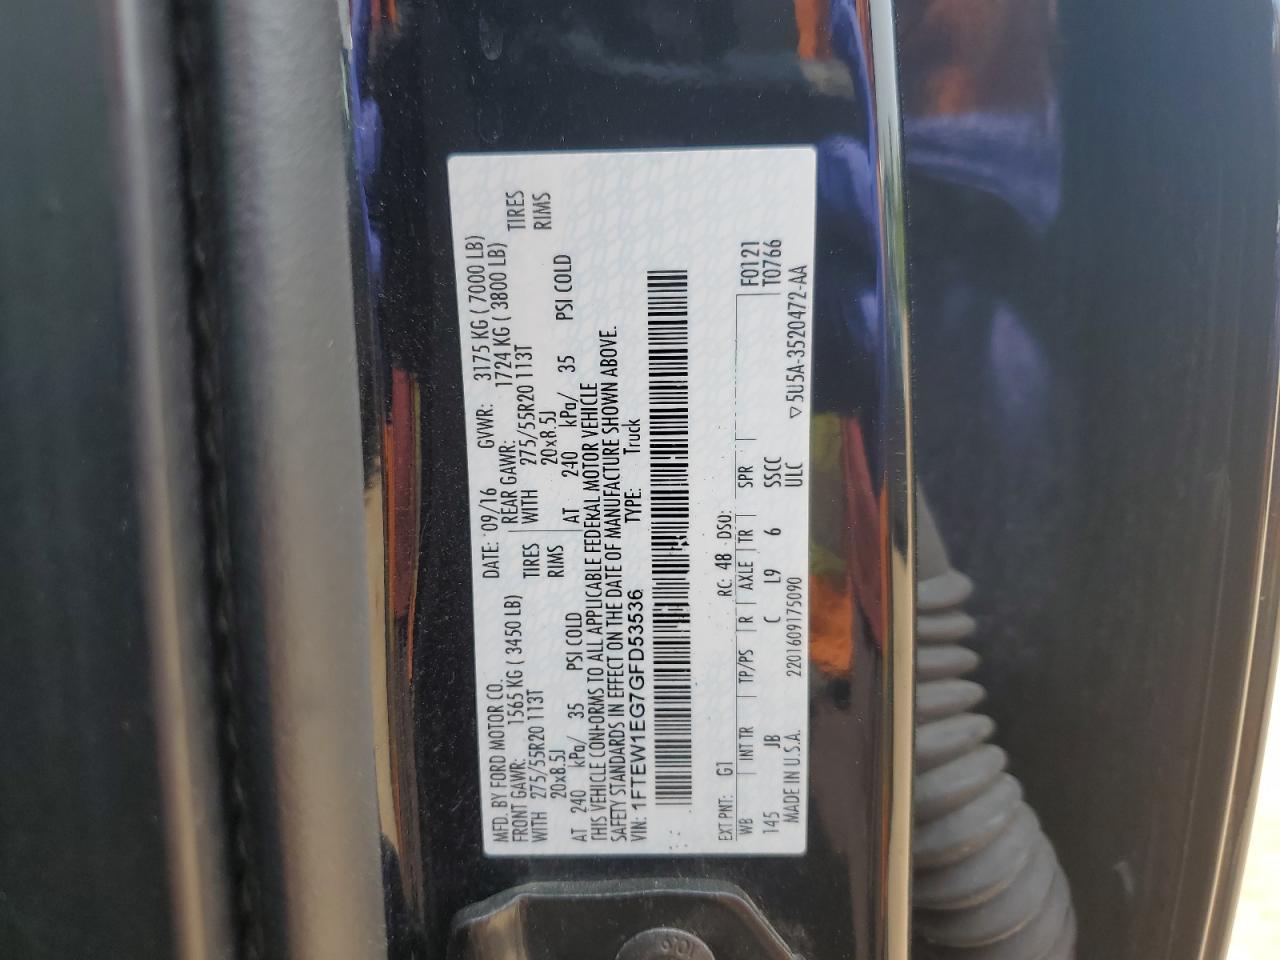 MFD. BY FORD MOTOR CO. DATE: 09/16 GVWR: 3175 KG ( 7000 LB)
FRONT GAWR: 1565 KG ( 3450 LB) REAR GAWR: 1724 KG ( 3800 LB)
WITH 275/55R20 113T TIRES WITH 275/55R20 113T TIRES
20x8.5J RIMS 20x8.5J RIMS
AT 240 kPa/ 35 PSI COLD AT 240 kPa/ 35 PSI COLD
THIS VEHICLE CONFORMS TO ALL APPLICABLE FEDERAL MOTOR VEHICLE
SAFETY STANDARDS IN EFFECT ON THE DATE OF MANUFACTURE SHOWN ABOVE.
VIN: 1FTEW1EG7GFD53536 TYPE: Truck
EXT PNT: G1 RC: 48 DSO: F0121
WB INT TR TP/PS R AXLE TR SPR T0766
145 JB C L9 6 SSCC
MADE IN U.S.A. 2201609175090 ULC ▽5U5A-3520472-AA
10.9